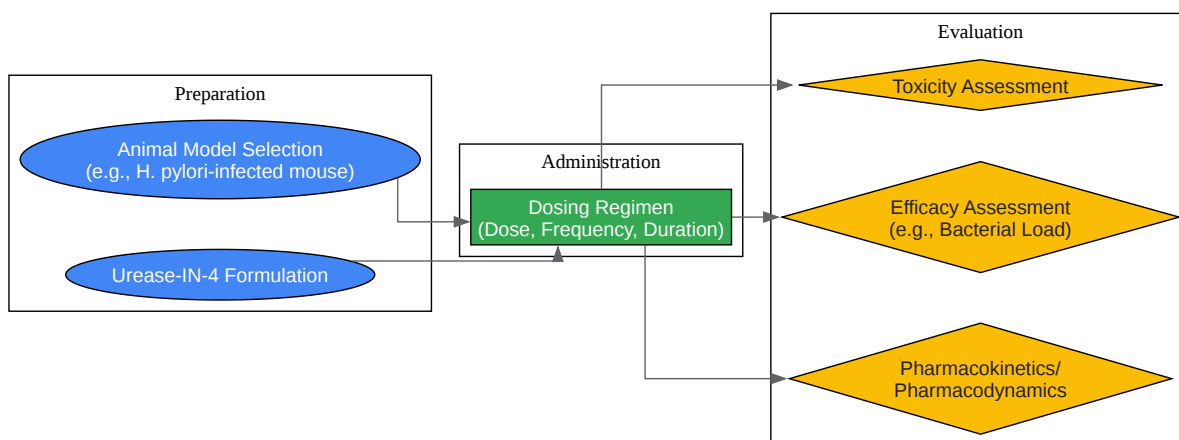 Preparation
Animal Model Selection
(e.g., H. pylori-infected mouse)
Urease-IN-4 Formulation
Administration
Dosing Regimen
(Dose, Frequency, Duration)
Evaluation
Toxicity Assessment
Efficacy Assessment
(e.g., Bacterial Load)
Pharmacokinetics/
Pharmacodynamics